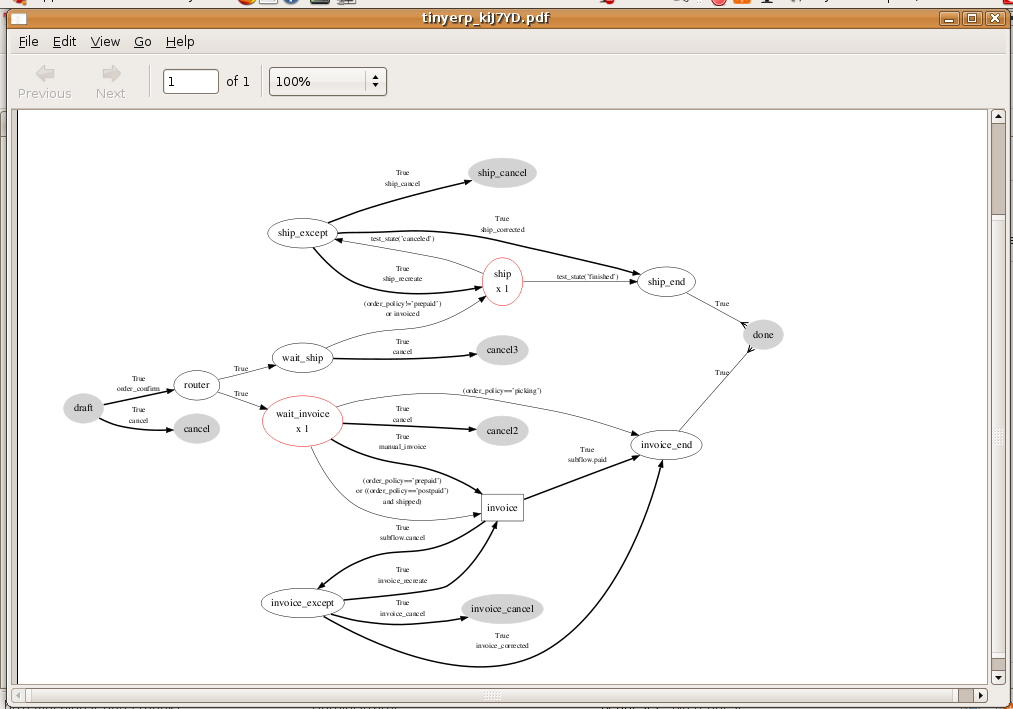 tinyerp_kiJ7YD.pdf
File Edit View Go Help
Previous Next 1 of 1 100%
True
ship_cancel
ship_cancel
ship_except
True
ship_corrected
test_state('canceled')
True
ship_recreate
ship
x 1
test_state('finished')
ship_end
(order_policy!='prepaid')
or invoiced
True
done
wait_ship
True
cancel
cancel3
True
router
True
order_confirm
draft
True
cancel
cancel
True
wait_invoice
x 1
(order_policy=='picking')
True
cancel
cancel2
True
manual_invoice
True
invoice_end
True
subflow.paid
(order_policy=='prepaid')
or ((order_policy=='postpaid')
and shipped)
invoice
True
subflow.cancel
True
invoice_recreate
invoice_except
True
invoice_cancel
invoice_cancel
True
invoice_corrected